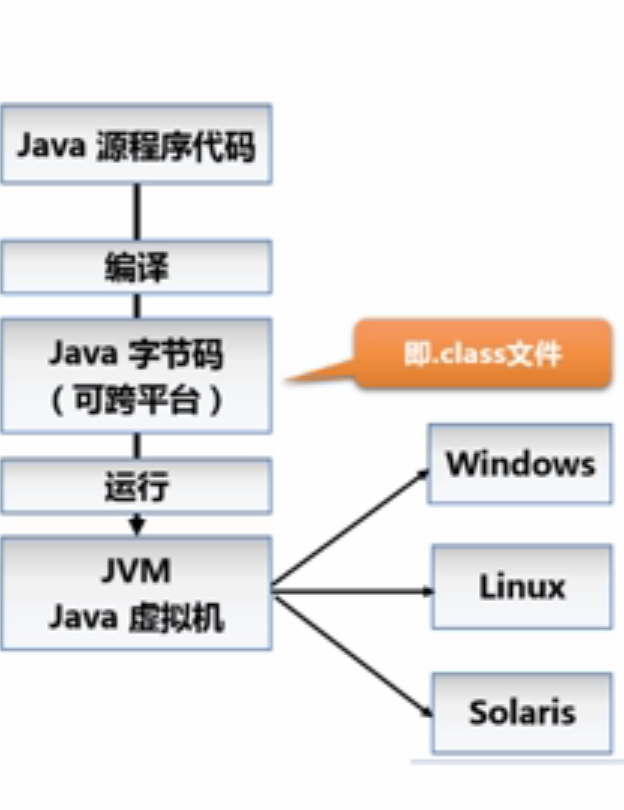 Java 源程序代码
编译
Java 字节码
（可跨平台）
即.class文件
运行
JVM
Java 虚拟机
Windows
Linux
Solaris